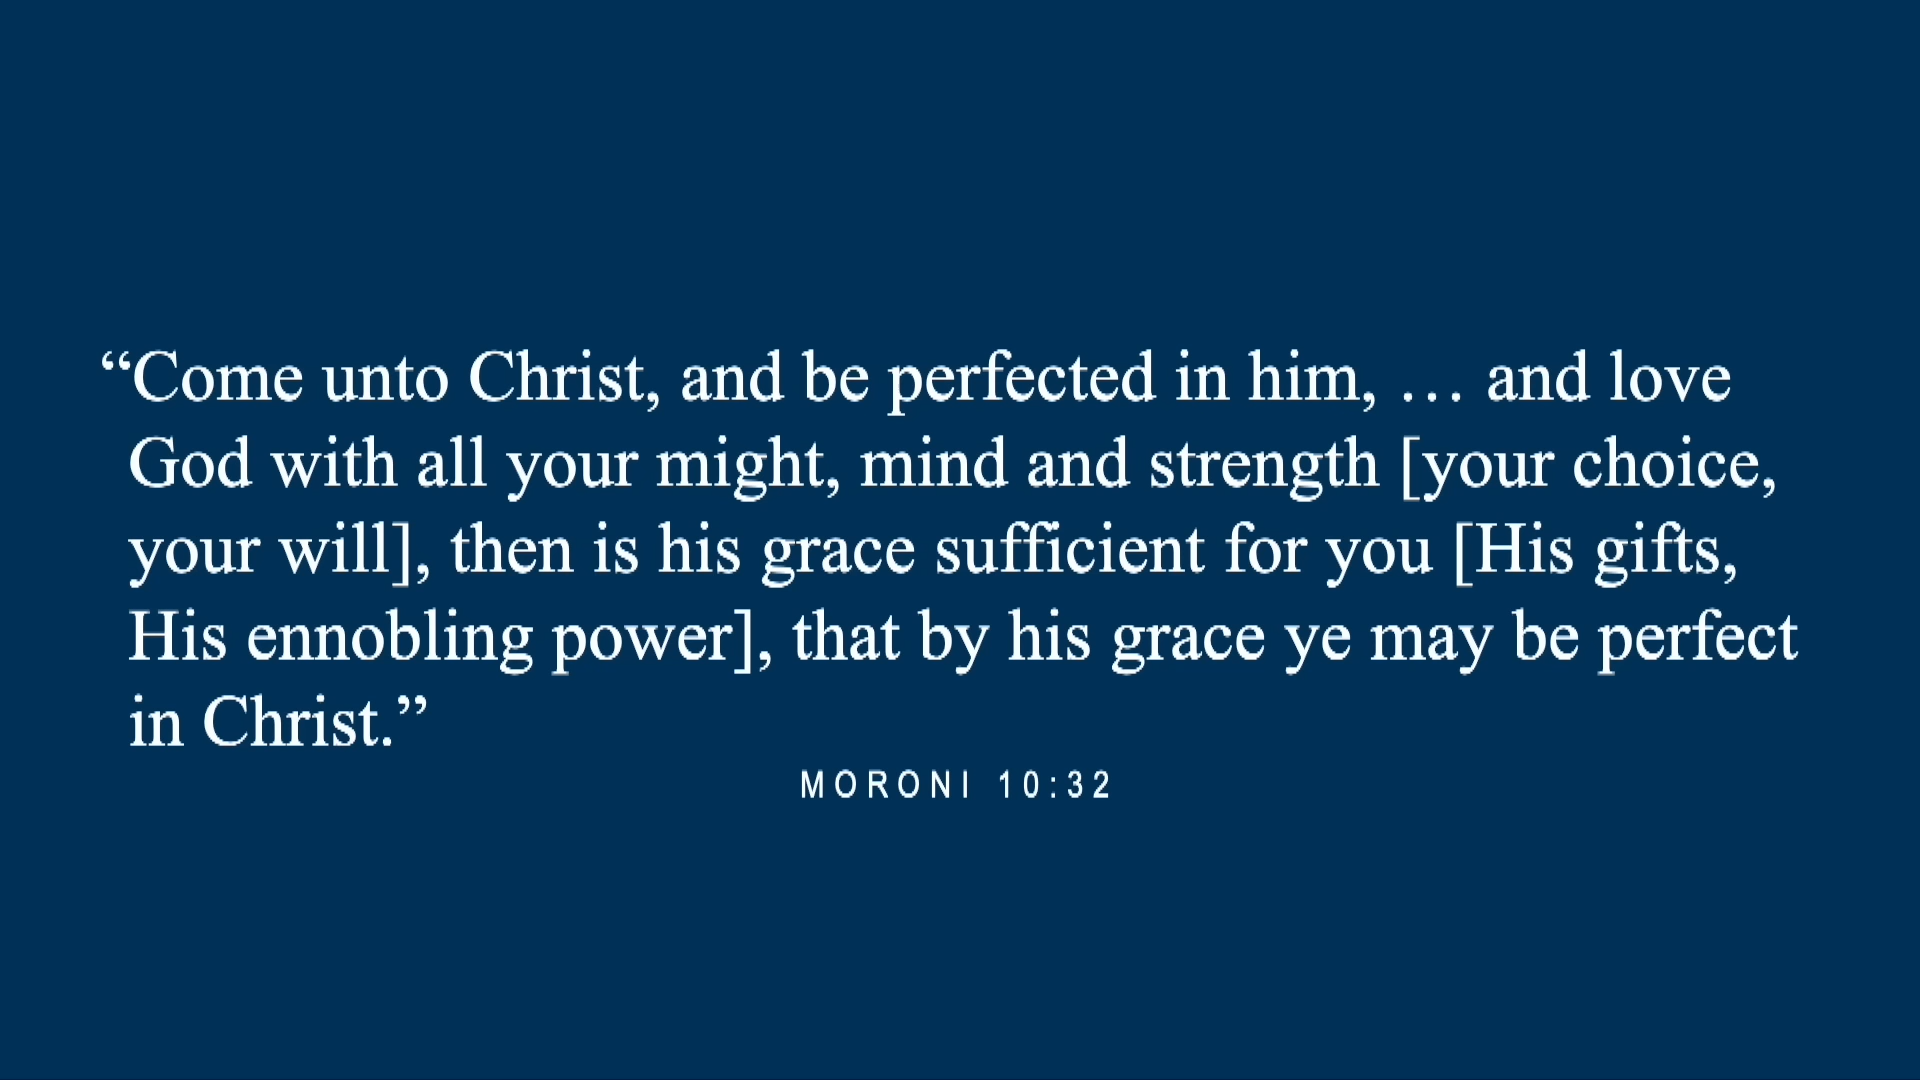 “Come unto Christ, and be perfected in him, … and love
God with all your might, mind and strength [your choice,
your will], then is his grace sufficient for you [His gifts,
His ennobling power], that by his grace ye may be perfect
in Christ.”
MORONI 10:32